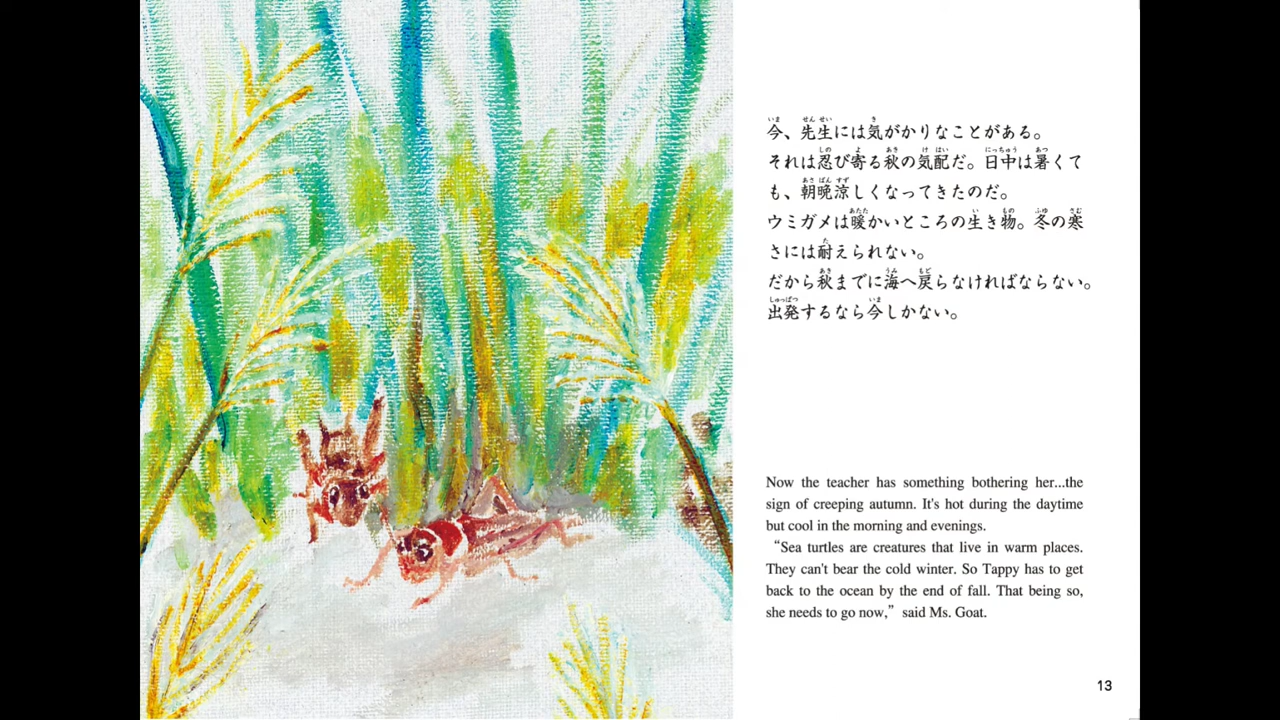 今、先生には気がかりなことがある。
それは忍び寄る秋の気配だ。日中は暑くて
も、朝晩涼しくなってきたのだ。
ウミガメは暖かいところの生き物。冬の寒
さには耐えられない。
だから秋までに海へ戻らなければならない。
出発するなら今しかない。
Now the teacher has something bothering her...the
sign of creeping autumn. It's hot during the daytime
but cool in the morning and evenings.
“Sea turtles are creatures that live in warm places.
They can't bear the cold winter. So Tappy has to get
back to the ocean by the end of fall. That being so,
she needs to go now,” said Ms. Goat.
13